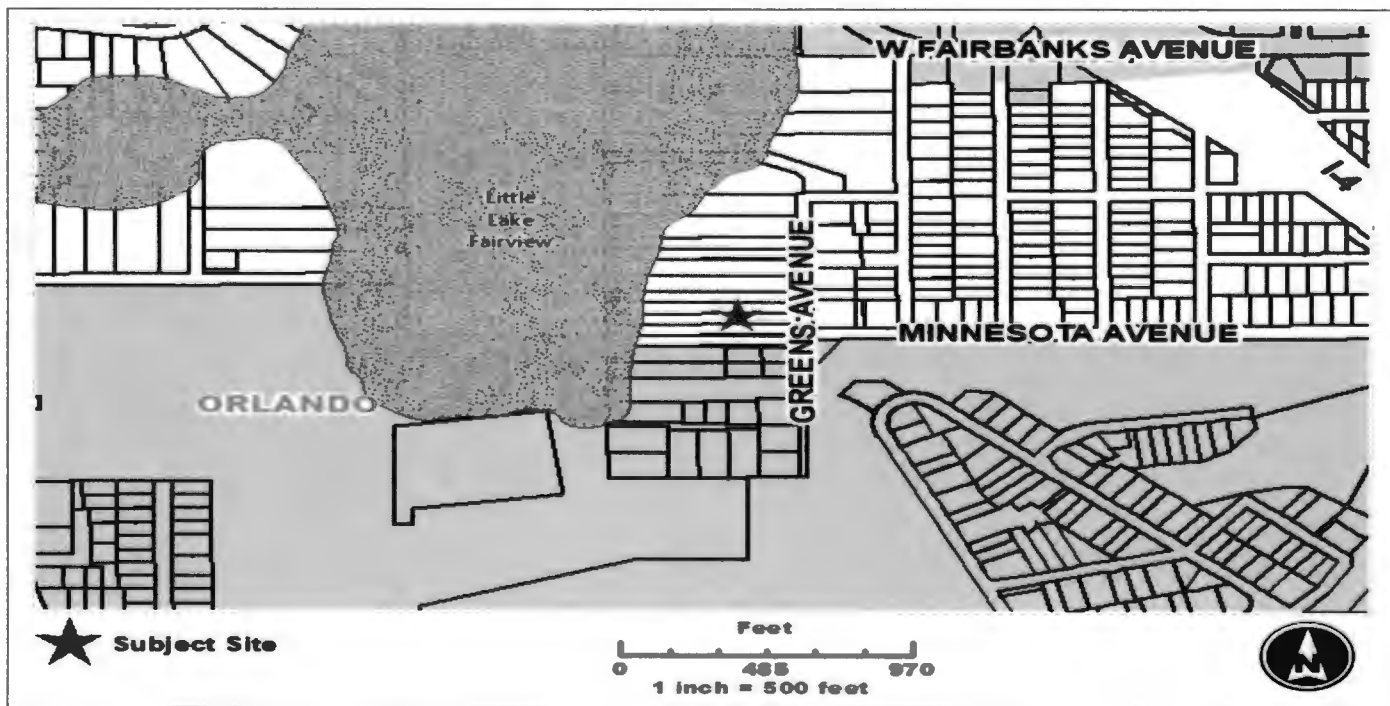 W FAIRBANKS AVENUE
I-4
Little
Lake
Fairview
GREENS AVENUE
MINNESOTA AVENUE
ORLANDO
Subject Site
Feet
0 485 970
1 inch = 500 feet
N